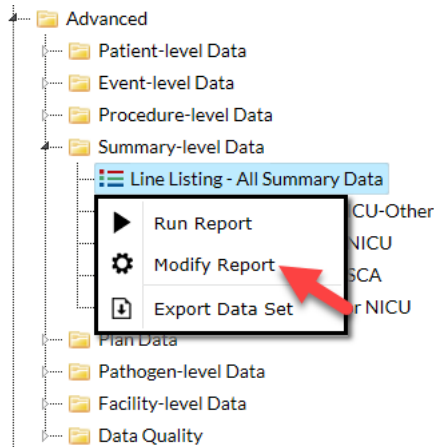 Advanced
Patient-level Data
Event-level Data
Procedure-level Data
Summary-level Data
Line Listing - All Summary Data
CU-Other
Run Report
NICU
Modify Report
SCA
Export Data Set
r NICU
Plan Data
Pathogen-level Data
Facility-level Data
Data Quality